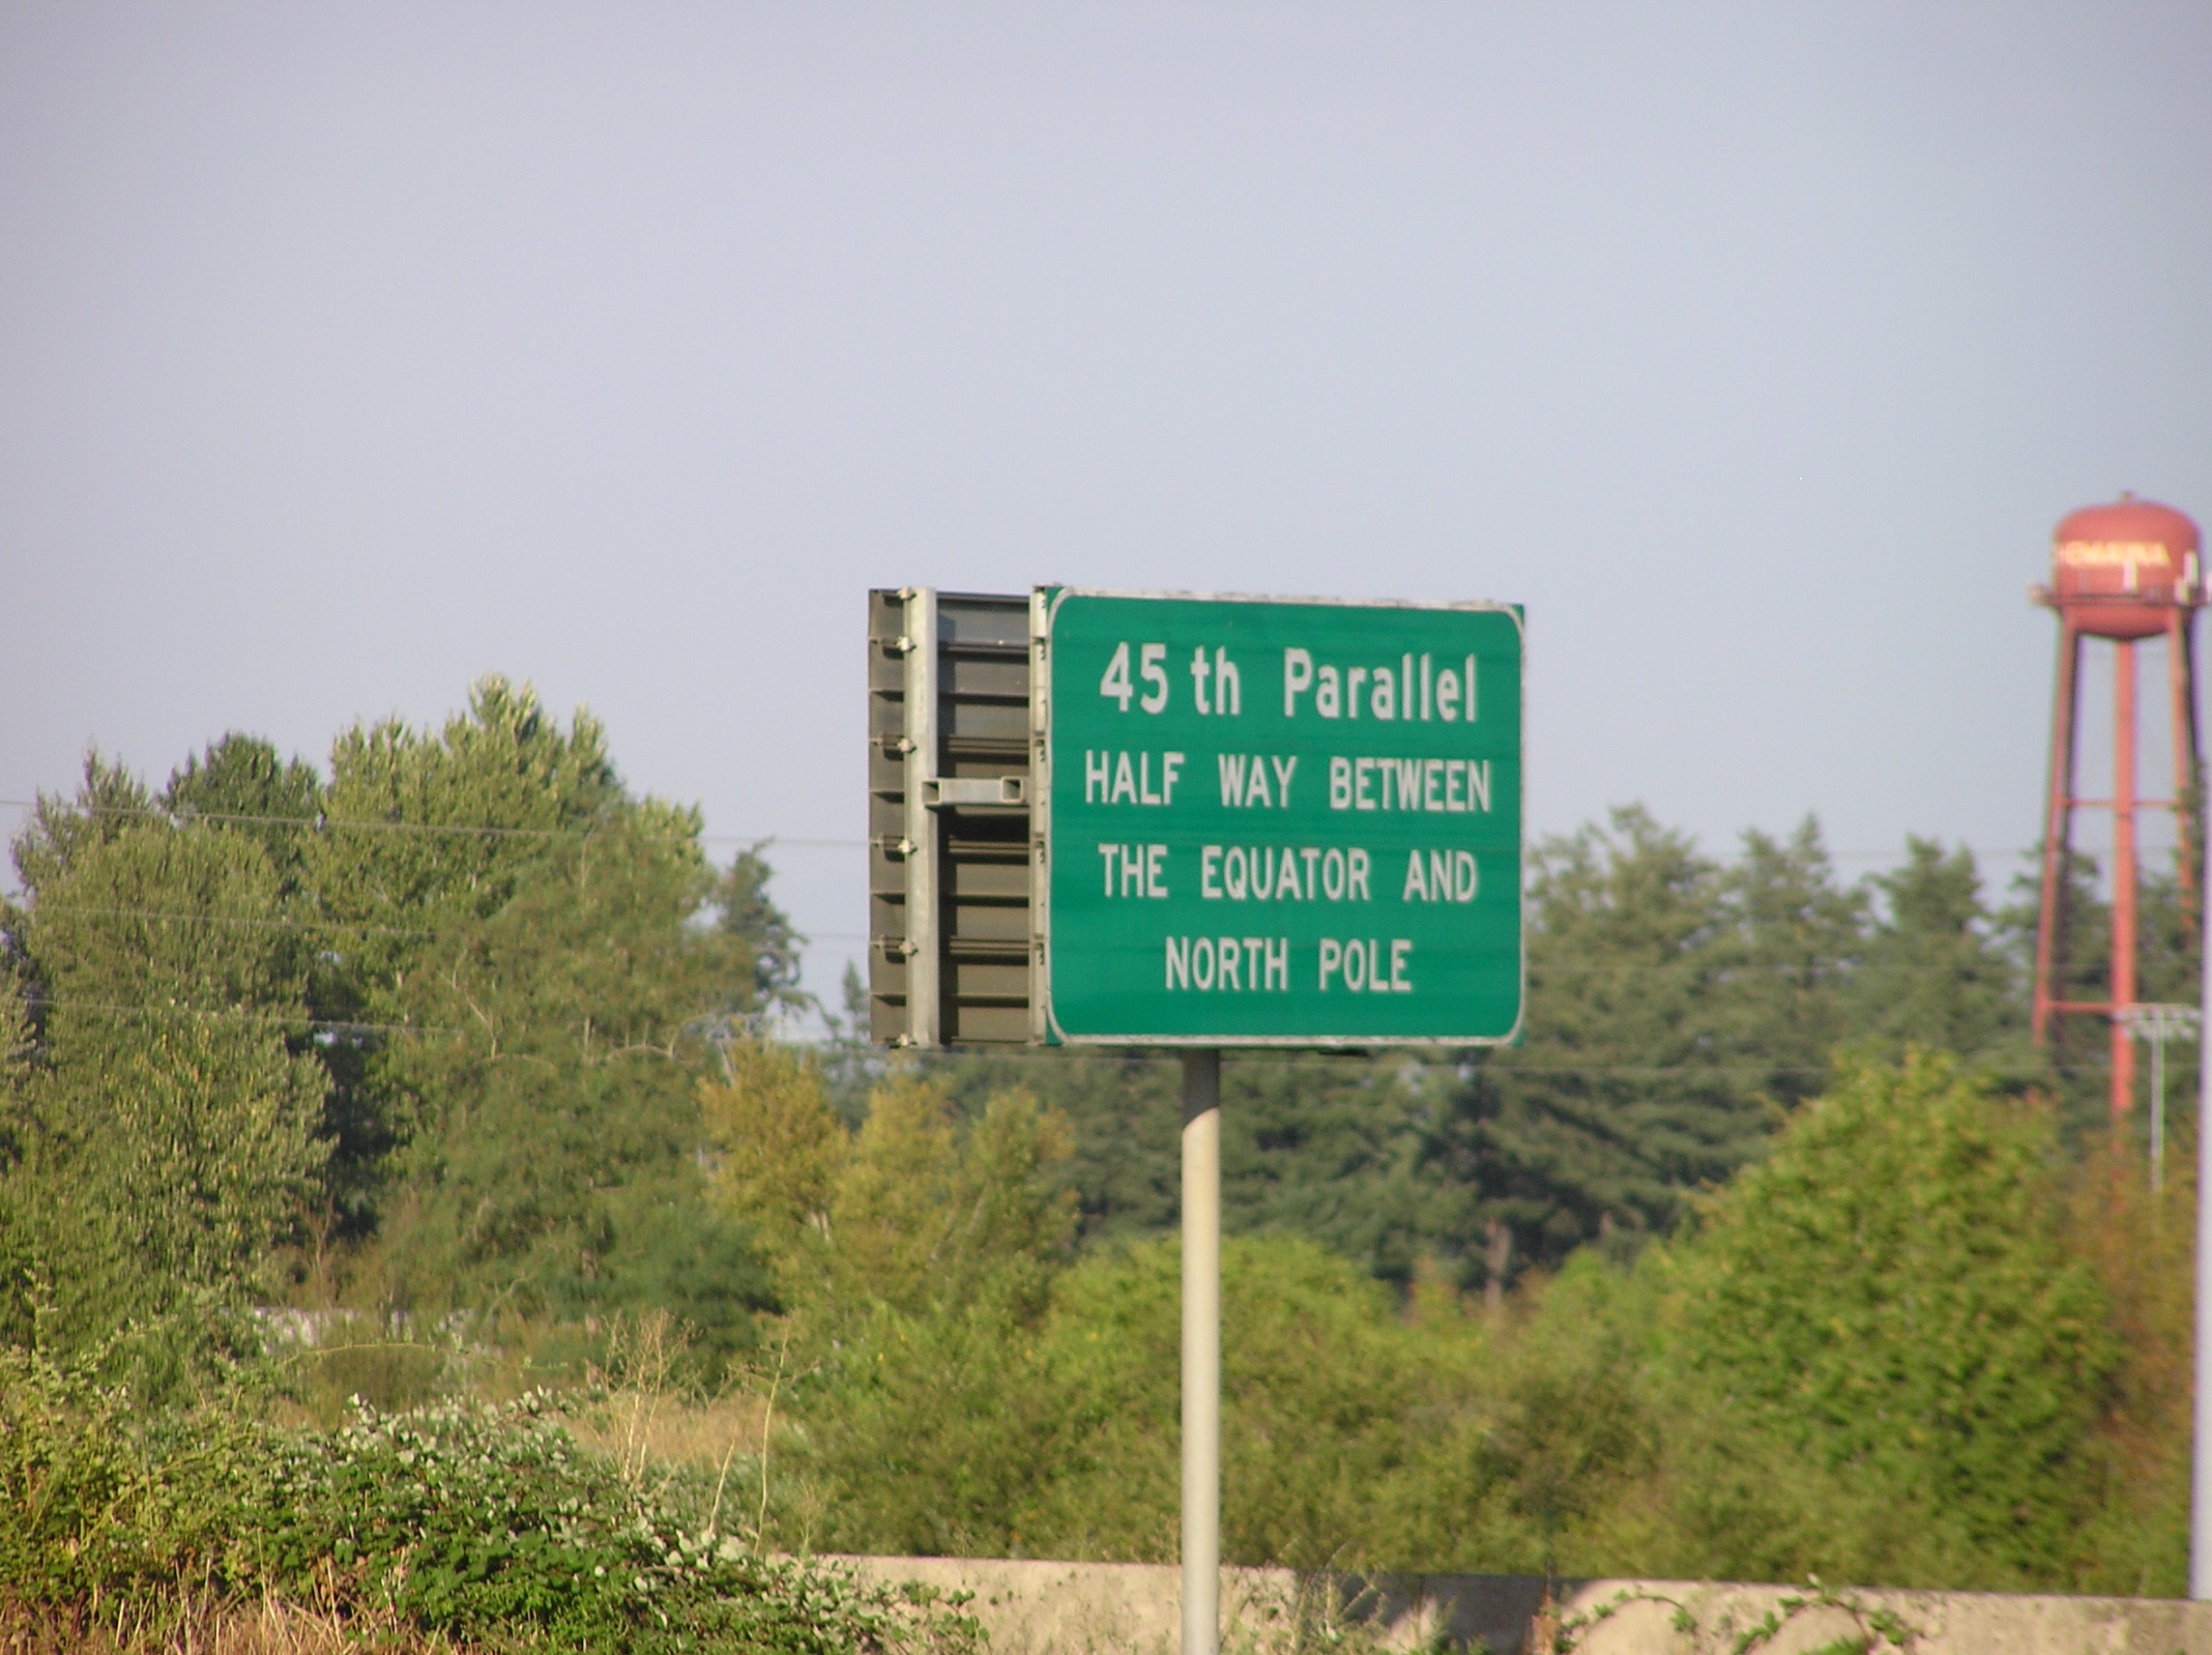 45 th Parallel
HALF WAY BETWEEN
THE EQUATOR AND
NORTH POLE